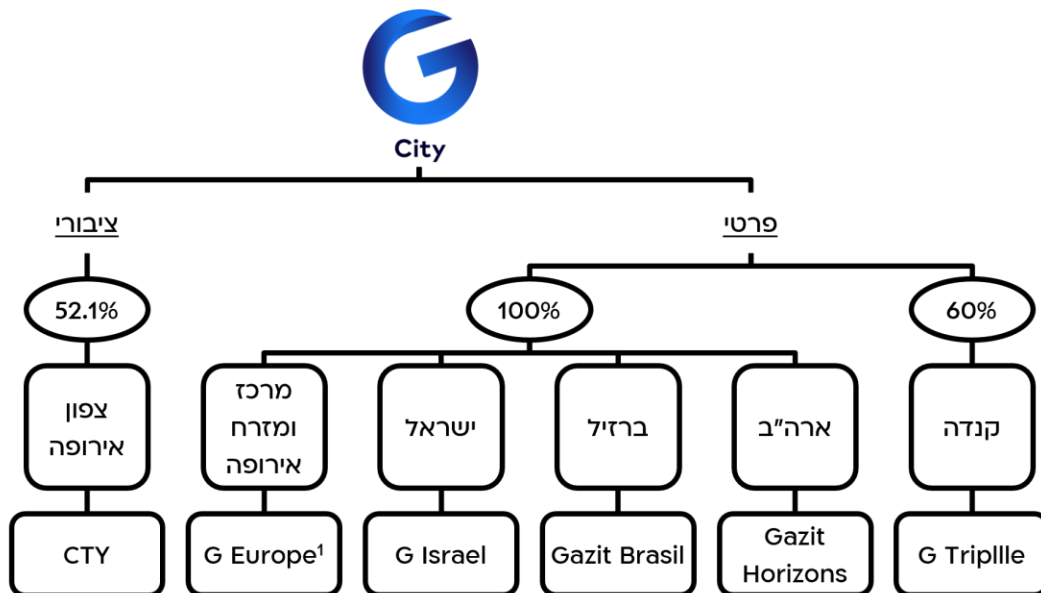 City
ציבורי
פרטי
52.1%
100%
60%
צפון
אירופה
מרכז
ומזרח
אירופה
ישראל
ברזיל
ארה"ב
קנדה
CTY
G Europe¹
G Israel
Gazit Brasil
Gazit
Horizons
G Tripllle